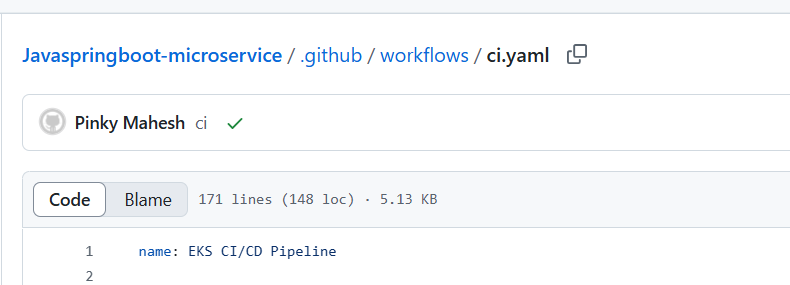 Javaspringboot-microservice / .github / workflows / ci.yaml
Pinky Mahesh ci
Code Blame 171 lines (148 loc) · 5.13 KB
1 name: EKS CI/CD Pipeline
2